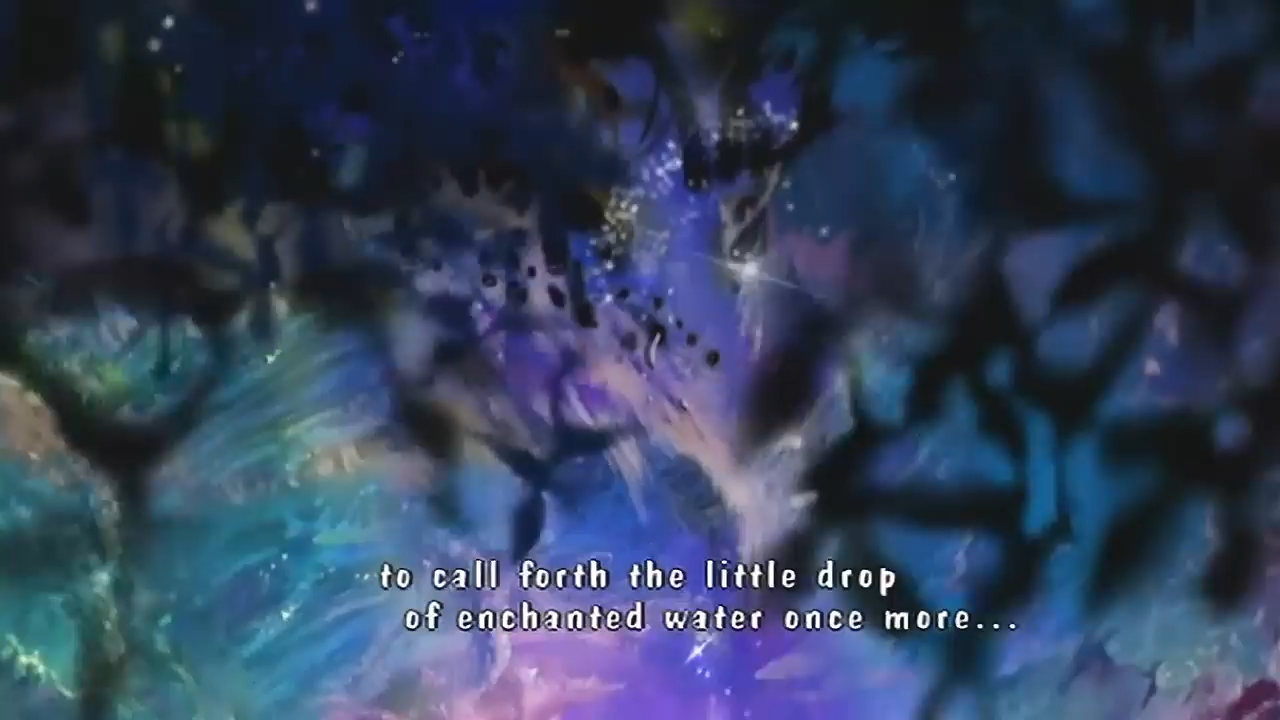 to call forth the little drop
of enchanted water once more...